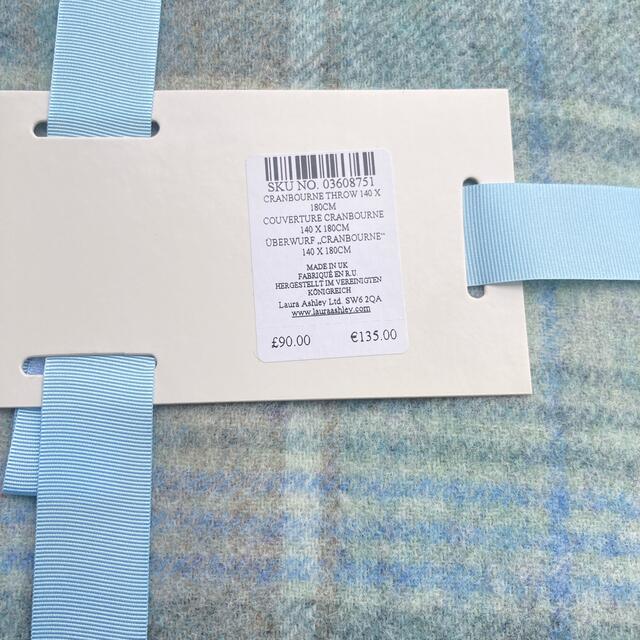 SKU NO. 03608751
CRANBOURNE THROW 140 X
180CM
COUVERTURE CRANBOURNE
140 X 180CM
ÜBERWURF „CRANBOURNE“
140 X 180CM
MADE IN UK
FABRIQUÉ EN R.U.
HERGESTELLT IM VEREINIGTEN
KÖNIGREICH
Laura Ashley Ltd. SW6 2QA
www.lauraashley.com
£90.00 €135.00